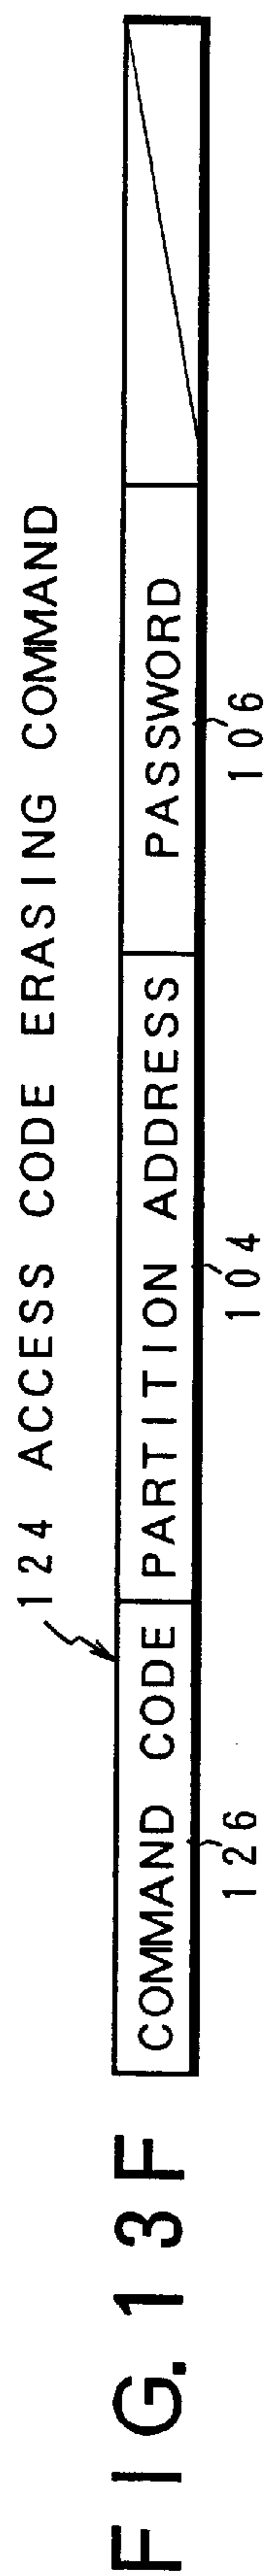 FIG. 13F
124 ACCESS CODE ERASING COMMAND
COMMAND CODE PARTITION ADDRESS PASSWORD
126 104 106